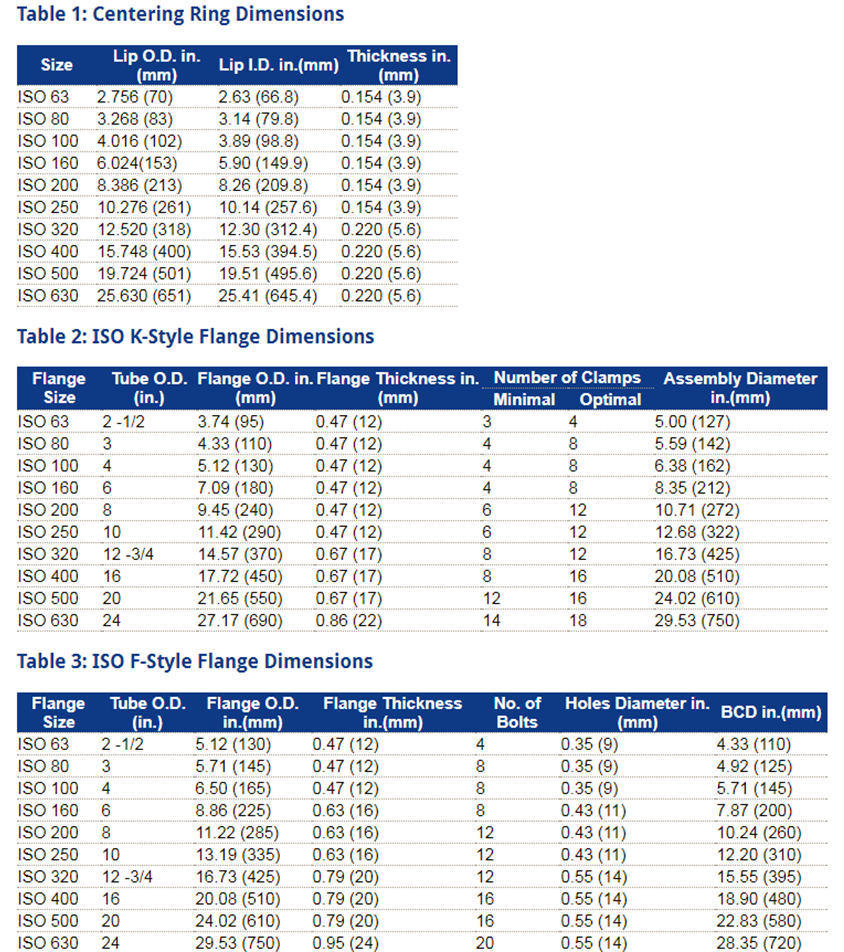 Table 1: Centering Ring Dimensions
Size Lip O.D. in. (mm) Lip I.D. in.(mm) Thickness in. (mm)
ISO 63 2.756 (70) 2.63 (66.8) 0.154 (3.9)
ISO 80 3.268 (83) 3.14 (79.8) 0.154 (3.9)
ISO 100 4.016 (102) 3.89 (98.8) 0.154 (3.9)
ISO 160 6.024(153) 5.90 (149.9) 0.154 (3.9)
ISO 200 8.386 (213) 8.26 (209.8) 0.154 (3.9)
ISO 250 10.276 (261) 10.14 (257.6) 0.154 (3.9)
ISO 320 12.520 (318) 12.30 (312.4) 0.220 (5.6)
ISO 400 15.748 (400) 15.53 (394.5) 0.220 (5.6)
ISO 500 19.724 (501) 19.51 (495.6) 0.220 (5.6)
ISO 630 25.630 (651) 25.41 (645.4) 0.220 (5.6)
Table 2: ISO K-Style Flange Dimensions
Flange Size Tube O.D. (in.) Flange O.D. in. (mm) Flange Thickness in. (mm) Number of Clamps Minimal Optimal Assembly Diameter in.(mm)
ISO 63 2 -1/2 3.74 (95) 0.47 (12) 3 4 5.00 (127)
ISO 80 3 4.33 (110) 0.47 (12) 4 8 5.59 (142)
ISO 100 4 5.12 (130) 0.47 (12) 4 8 6.38 (162)
ISO 160 6 7.09 (180) 0.47 (12) 4 8 8.35 (212)
ISO 200 8 9.45 (240) 0.47 (12) 6 12 10.71 (272)
ISO 250 10 11.42 (290) 0.47 (12) 6 12 12.68 (322)
ISO 320 12 -3/4 14.57 (370) 0.67 (17) 8 12 16.73 (425)
ISO 400 16 17.72 (450) 0.67 (17) 8 16 20.08 (510)
ISO 500 20 21.65 (550) 0.67 (17) 12 16 24.02 (610)
ISO 630 24 27.17 (690) 0.86 (22) 14 18 29.53 (750)
Table 3: ISO F-Style Flange Dimensions
Flange Size Tube O.D. (in.) Flange O.D. in.(mm) Flange Thickness in.(mm) No. of Bolts Holes Diameter in. (mm) BCD in.(mm)
ISO 63 2 -1/2 5.12 (130) 0.47 (12) 4 0.35 (9) 4.33 (110)
ISO 80 3 5.71 (145) 0.47 (12) 8 0.35 (9) 4.92 (125)
ISO 100 4 6.50 (165) 0.47 (12) 8 0.35 (9) 5.71 (145)
ISO 160 6 8.86 (225) 0.63 (16) 8 0.43 (11) 7.87 (200)
ISO 200 8 11.22 (285) 0.63 (16) 12 0.43 (11) 10.24 (260)
ISO 250 10 13.19 (335) 0.63 (16) 12 0.43 (11) 12.20 (310)
ISO 320 12 -3/4 16.73 (425) 0.79 (20) 12 0.55 (14) 15.55 (395)
ISO 400 16 20.08 (510) 0.79 (20) 16 0.55 (14) 18.90 (480)
ISO 500 20 24.02 (610) 0.79 (20) 16 0.55 (14) 22.83 (580)
ISO 630 24 29.53 (750) 0.95 (24) 20 0.55 (14) 28.35 (720)